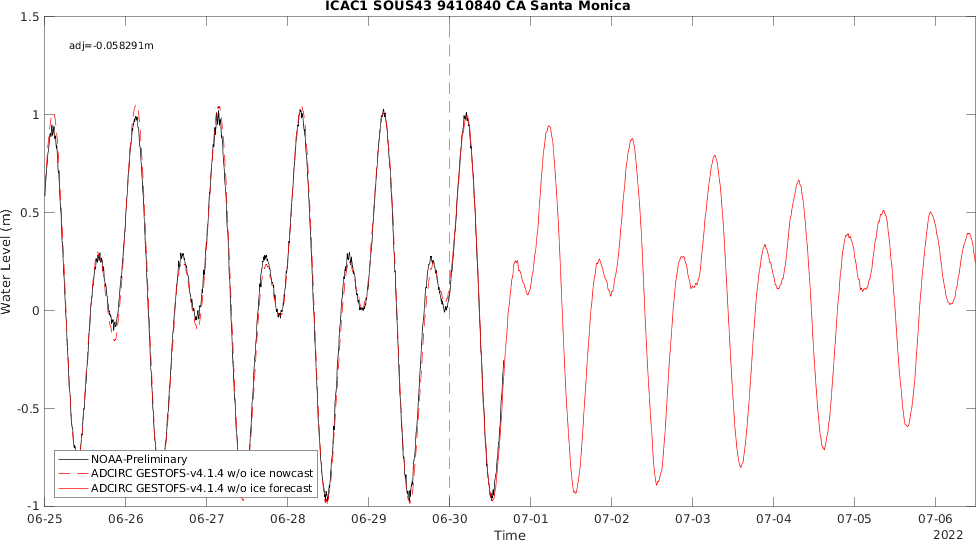 ICAC1 SOUS43 9410840 CA Santa Monica
1.5
adj=-0.058291m
1
0.5
Water Level (m)
0
-0.5
NOAA-Preliminary
ADCIRC GESTOFS-v4.1.4 w/o ice nowcast
ADCIRC GESTOFS-v4.1.4 w/o ice forecast
-1
06-25 06-26 06-27 06-28 06-29 06-30 07-01 07-02 07-03 07-04 07-05 07-06
Time
2022